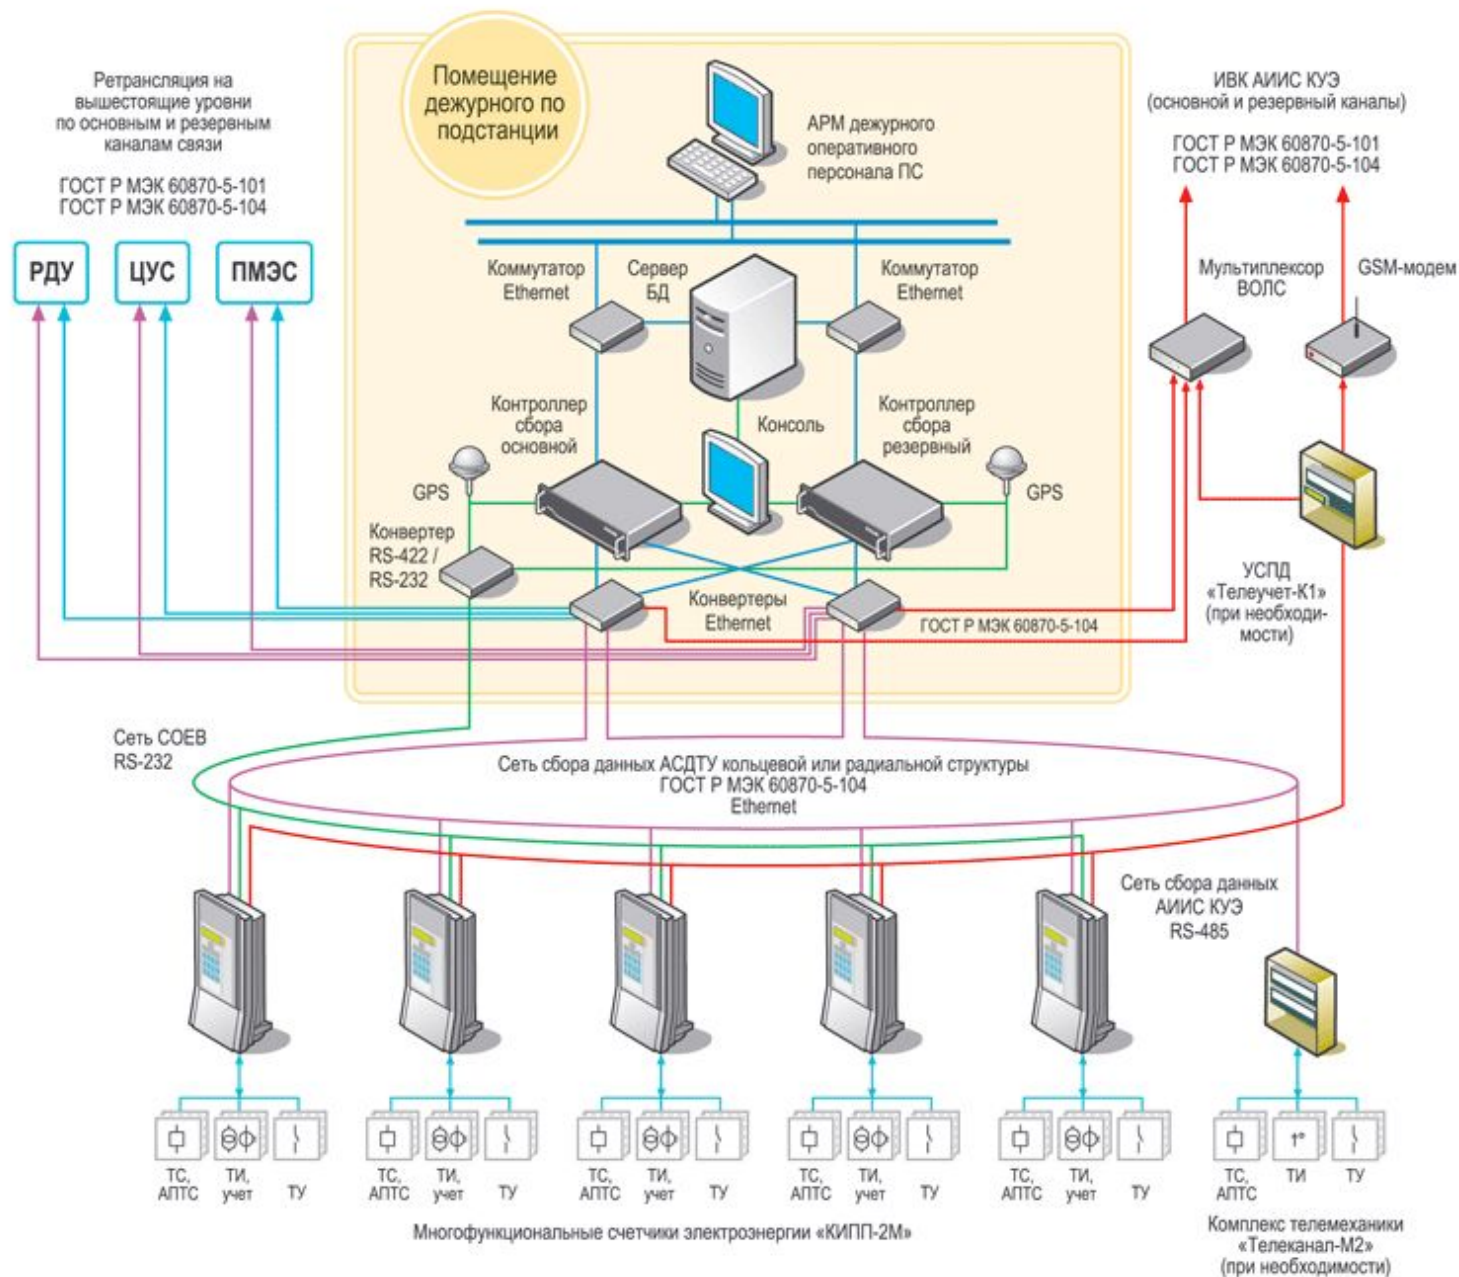 Помещение
дежурного по
подстанции
Ретрансляция на
вышестоящие уровни
по основным и резервным
каналам связи
ГОСТ Р МЭК 60870-5-101
ГОСТ Р МЭК 60870-5-104
РДУ
ЦУС
ПМЭС
АРМ дежурного
оперативного
персонала ПС
ИВК АИИС КУЭ
(основной и резервный каналы)
ГОСТ Р МЭК 60870-5-101
ГОСТ Р МЭК 60870-5-104
Коммутатор
Ethernet
Сервер
БД
Коммутатор
Ethernet
Мультиплексор
ВОЛС
GSM-модем
Контроллер
сбора
основной
Консоль
Контроллер
сбора
резервный
GPS
GPS
Конвертер
RS-422 /
RS-232
Конвертеры
Ethernet
ГОСТ Р МЭК 60870-5-104
УСПД
«Телеучет-К1»
(при необходи-
мости)
Сеть СОЕВ
RS-232
Сеть сбора данных АСДТУ кольцевой или радиальной структуры
ГОСТ Р МЭК 60870-5-104
Ethernet
Сеть сбора данных
АИИС КУЭ
RS-485
ТС,
АПТС
ТИ,
учет
ТУ
ТС,
АПТС
ТИ,
учет
ТУ
ТС,
АПТС
ТИ,
учет
ТУ
ТС,
АПТС
ТИ,
учет
ТУ
ТС,
АПТС
ТИ,
учет
ТУ
ТС,
АПТС
ТИ
ТУ
Многофункциональные счетчики электроэнергии «КИПП-2М»
Комплекс телемеханики
«Телеканал-М2»
(при необходимости)